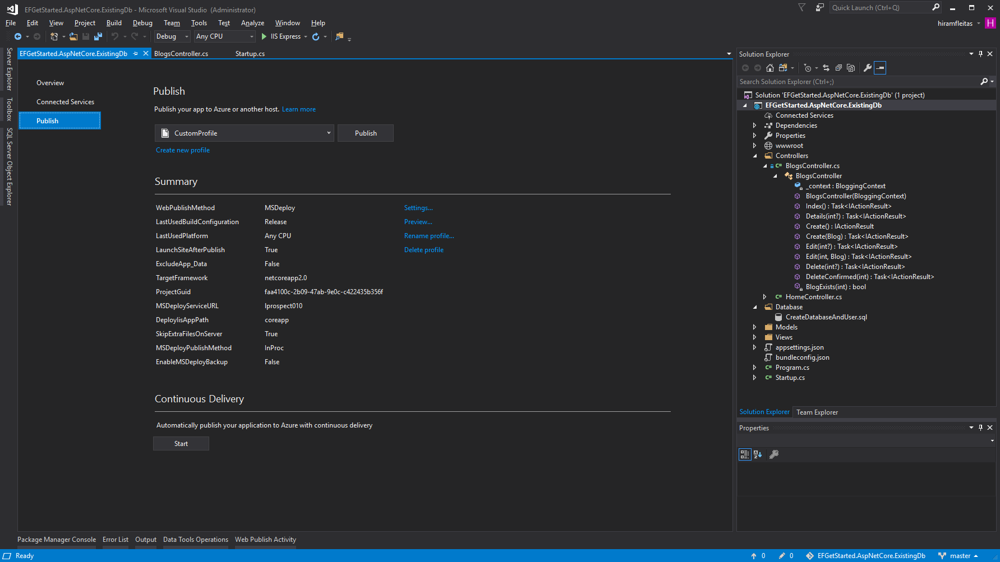 EFGetStarted.AspNetCore.ExistingDb - Microsoft Visual Studio (Administrator)
Quick Launch (Ctrl+Q)
File Edit View Project Build Debug Team Tools Test Analyze Window Help
hiramfleitas H
Debug Any CPU IIS Express
EFGetStarted.AspNetCore.ExistingDb BlogsController.cs Startup.cs
Server Explorer
Toolbox
SQL Server Object Explorer
Overview
Connected Services
Publish
Publish
Publish your app to Azure or another host. Learn more
CustomProfile Publish
Create new profile
Summary
WebPublishMethod MSDeploy Settings...
LastUsedBuildConfiguration Release Preview...
LastUsedPlatform Any CPU Rename profile...
LaunchSiteAfterPublish True Delete profile
ExcludeApp_Data False
TargetFramework netcoreapp2.0
ProjectGuid faa4100c-2b09-47ab-9e0c-c422435b356f
MSDeployServiceURL lprospect010
DeployIisAppPath coreapp
SkipExtraFilesOnServer True
MSDeployPublishMethod InProc
EnableMSDeployBackup False
Continuous Delivery
Automatically publish your application to Azure with continuous delivery
Start
Solution Explorer
Search Solution Explorer (Ctrl+;)
Solution 'EFGetStarted.AspNetCore.ExistingDb' (1 project)
EFGetStarted.AspNetCore.ExistingDb
Connected Services
Dependencies
Properties
wwwroot
Controllers
C# BlogsController.cs
BlogsController
_context : BloggingContext
BlogsController(BloggingContext)
Index() : Task<IActionResult>
Details(int?) : Task<IActionResult>
Create() : IActionResult
Create(Blog) : Task<IActionResult>
Edit(int?) : Task<IActionResult>
Edit(int, Blog) : Task<IActionResult>
Delete(int?) : Task<IActionResult>
DeleteConfirmed(int) : Task<IActionResult>
BlogExists(int) : bool
C# HomeController.cs
Database
CreateDatabaseAndUser.sql
Models
Views
appsettings.json
bundleconfig.json
C# Program.cs
C# Startup.cs
Solution Explorer Team Explorer
Properties
Package Manager Console Error List Output Data Tools Operations Web Publish Activity
Ready 0 0 EFGetStarted.AspNetCore.ExistingDb master